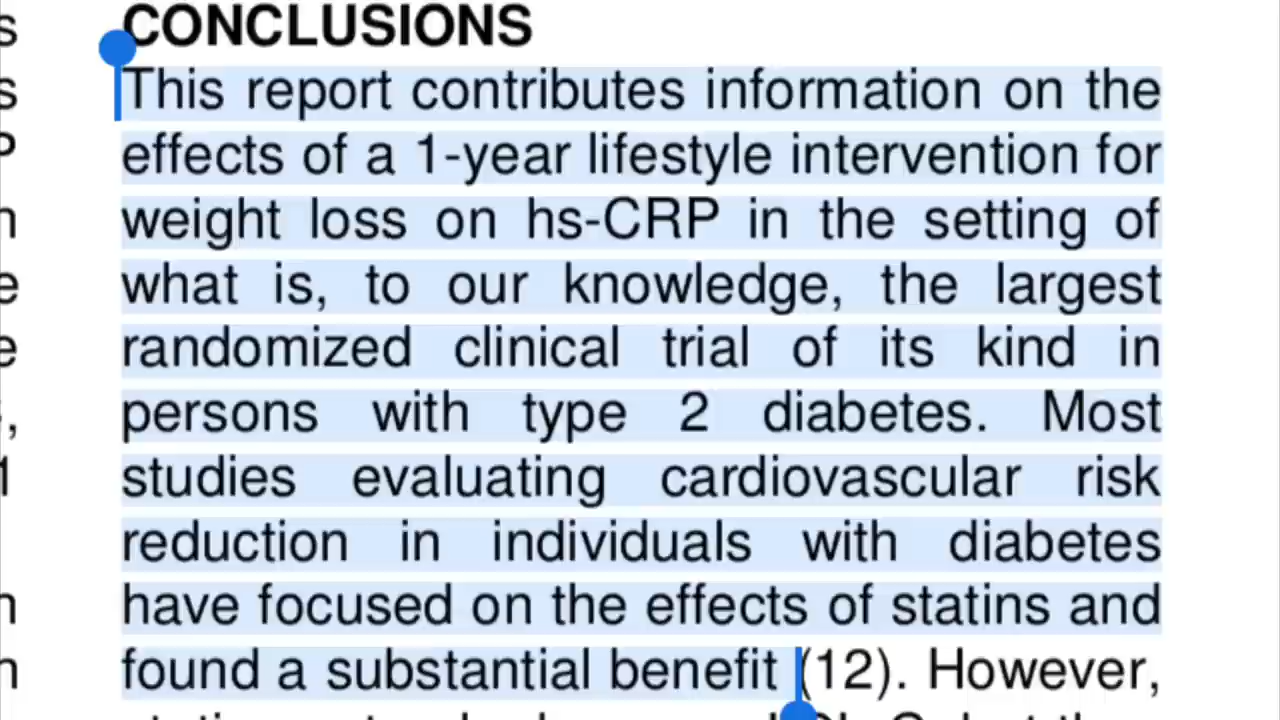 CONCLUSIONS
This report contributes information on the
effects of a 1-year lifestyle intervention for
weight loss on hs-CRP in the setting of
what is, to our knowledge, the largest
randomized clinical trial of its kind in
persons with type 2 diabetes. Most
studies evaluating cardiovascular risk
reduction in individuals with diabetes
have focused on the effects of statins and
found a substantial benefit (12). However,